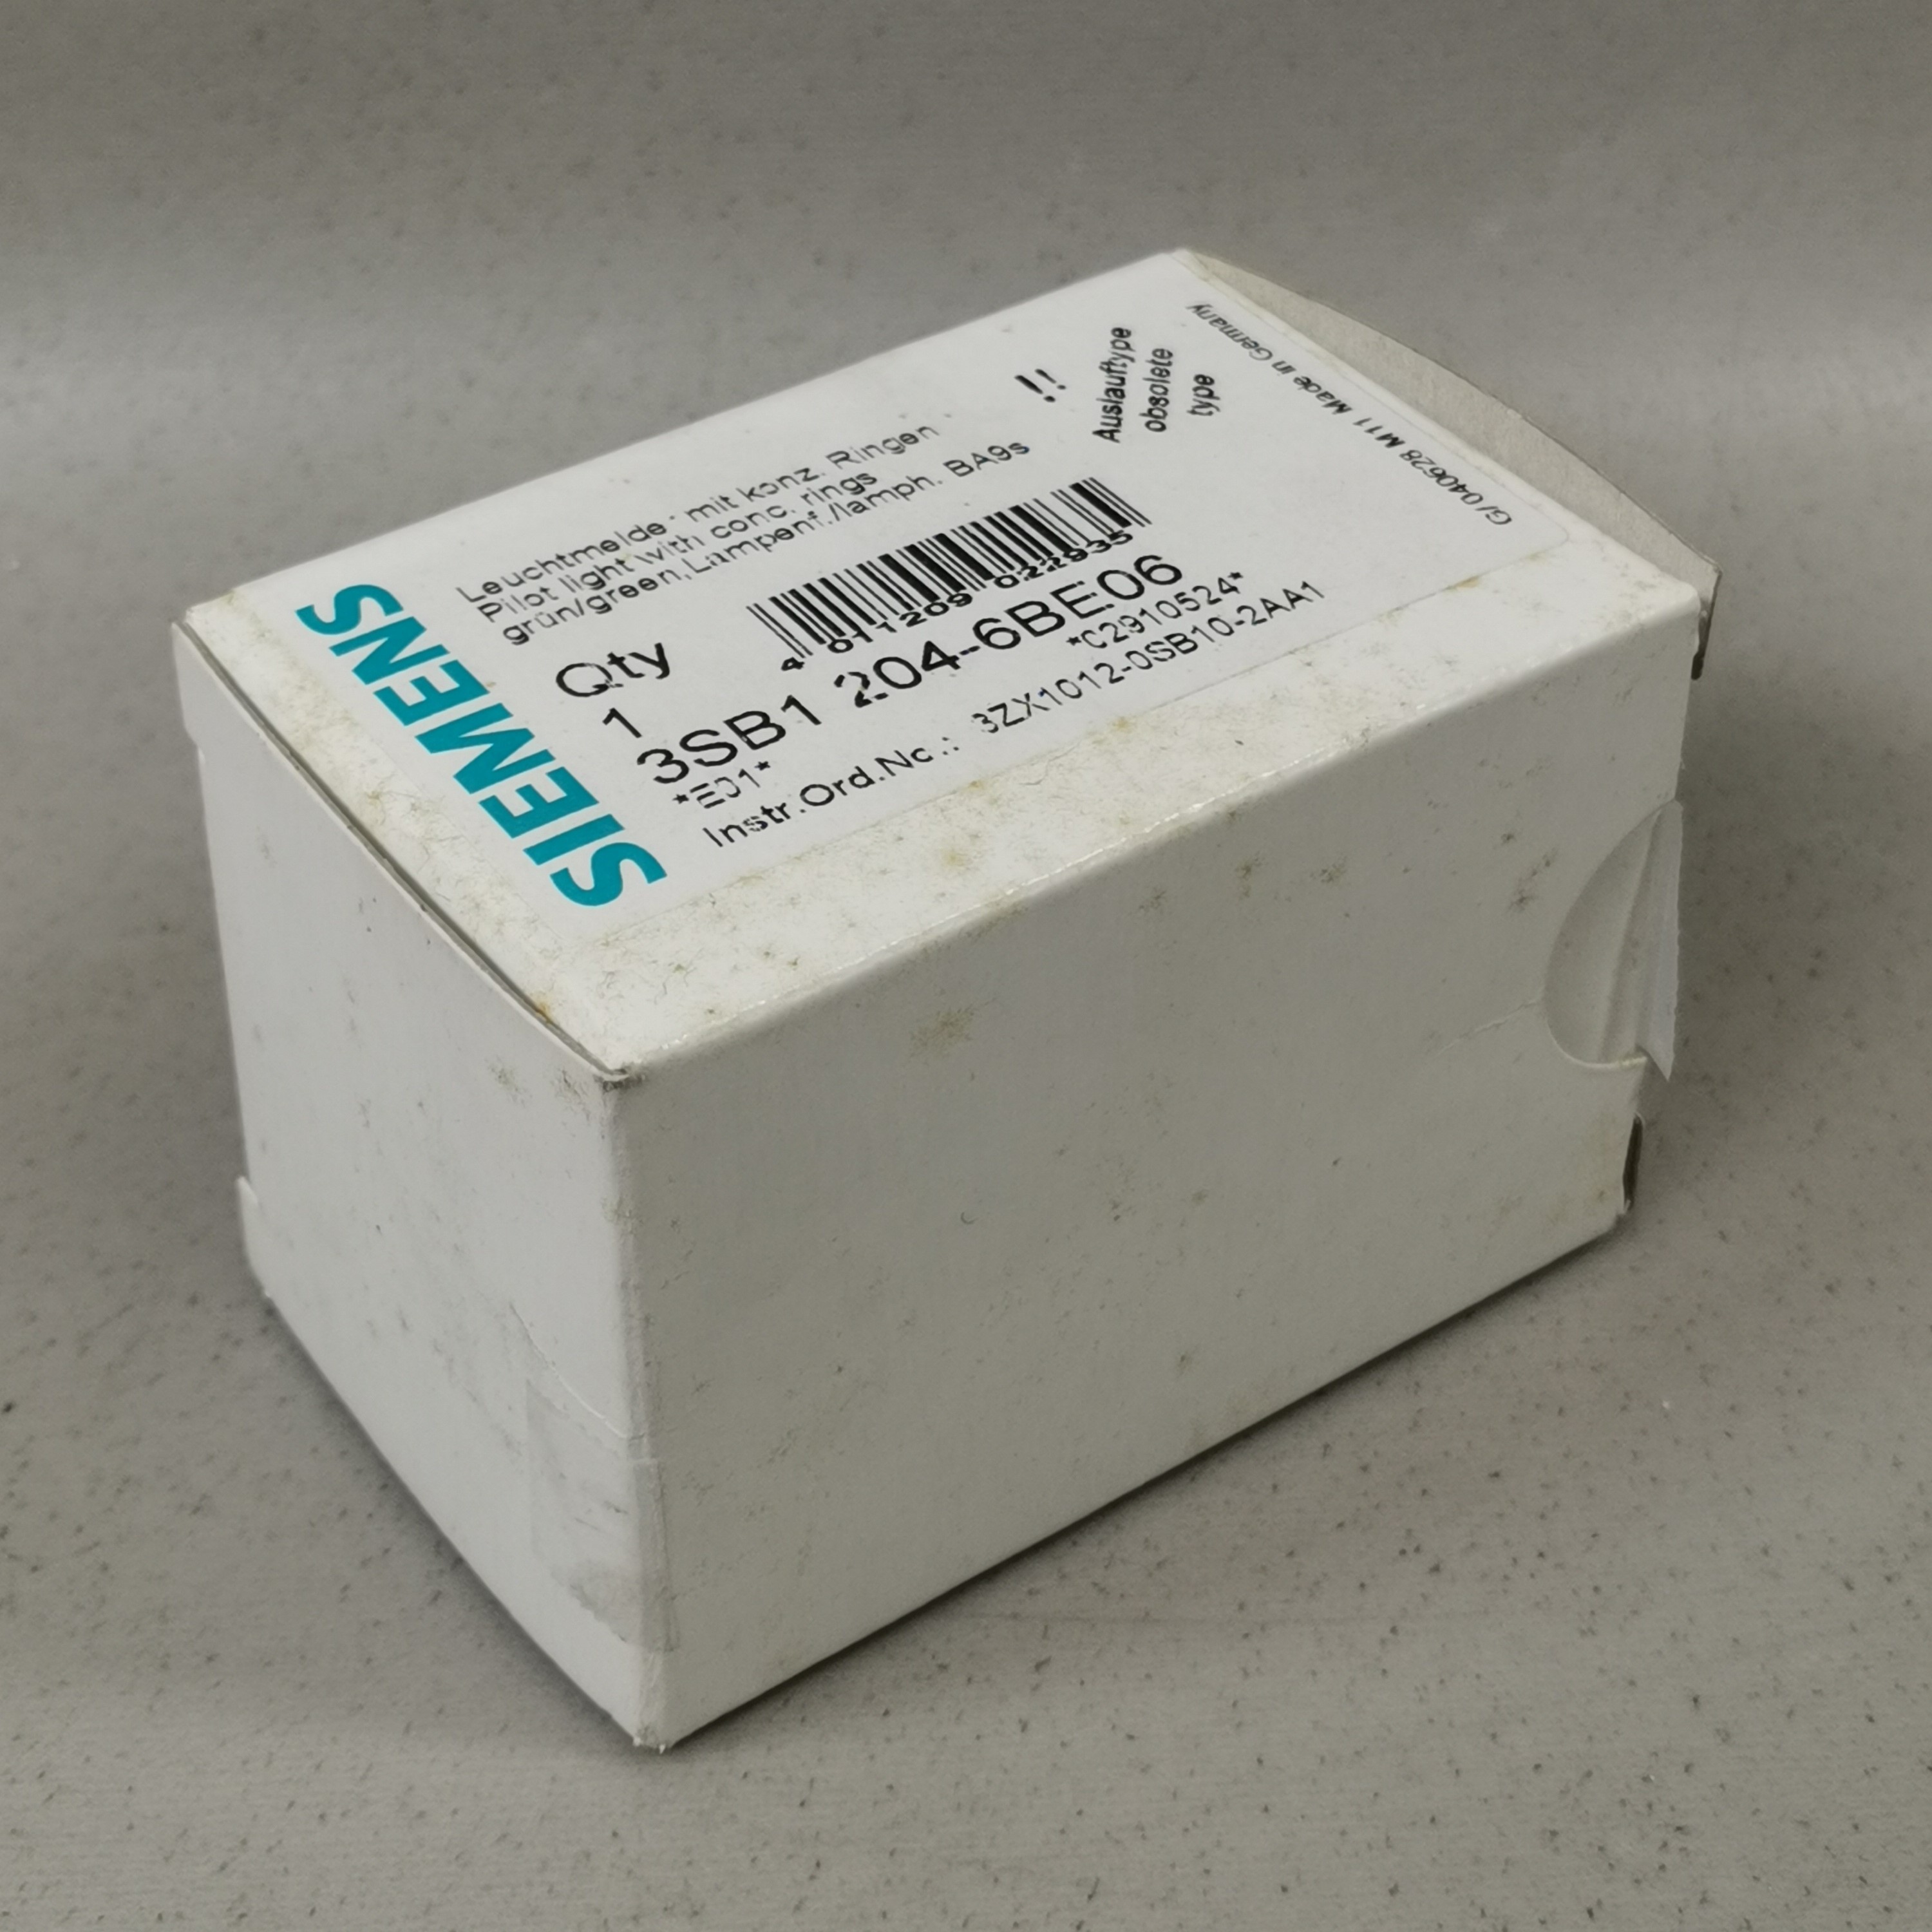 SIEMENS
Leuchtmelder mit konz. Ringen
Pilot light with conc. rings
grün/green,Lampenf./lamph. BA9s
!!
Auslauftype
obsolete
type
Qty
1
4 011209 022935
3SB1 204-6BE06
*E01*
*C2910524*
Instr.Ord.No.: 3ZX1012-0SB10-2AA1
G/040628 M11 Made in Germany